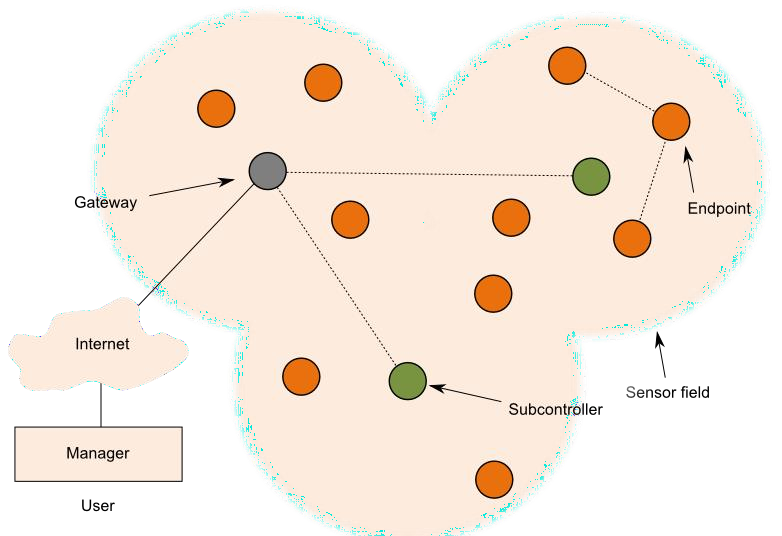 Gateway
Endpoint
Internet
Sensor field
Subcontroller
Manager
User